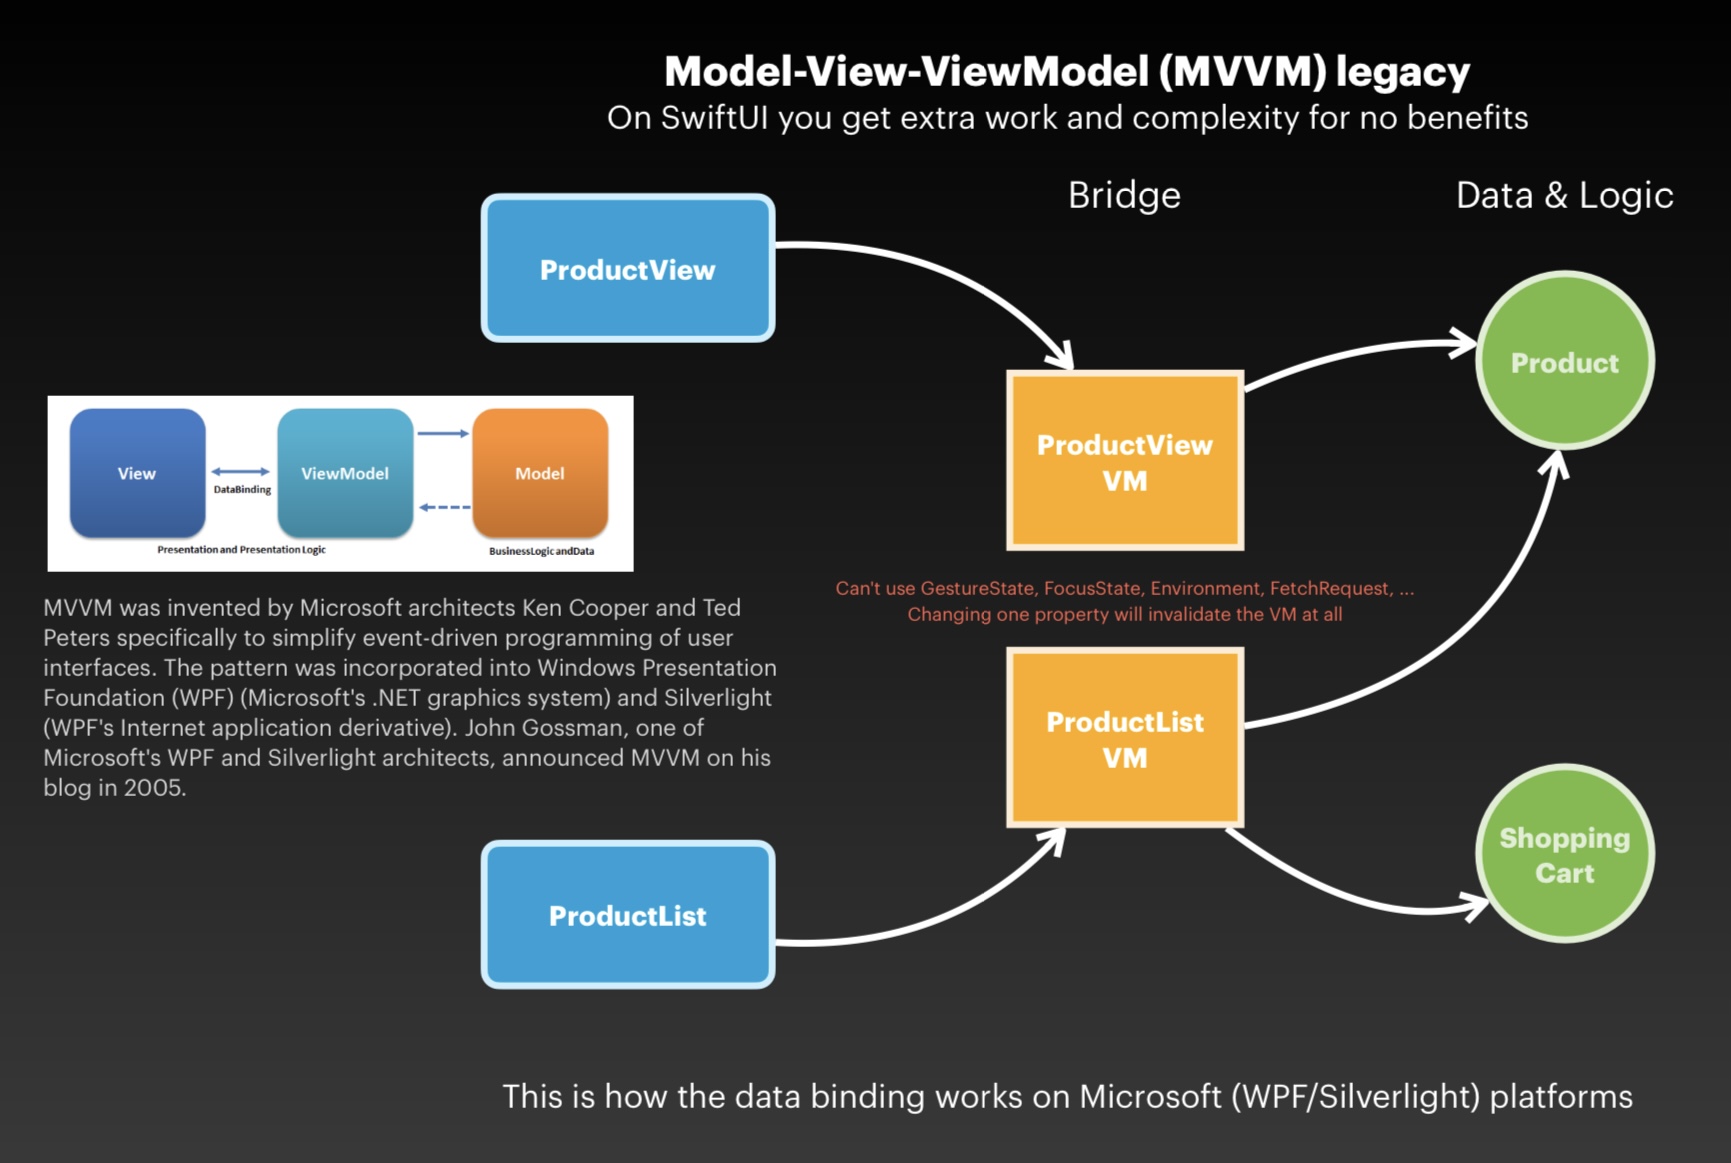 Model-View-ViewModel (MVVM) legacy
On SwiftUI you get extra work and complexity for no benefits
Bridge
Data & Logic
ProductView
ProductView
VM
Product
View
DataBinding
ViewModel
Model
Presentation and Presentation Logic
BusinessLogic andData
Can't use GestureState, FocusState, Environment, FetchRequest, ...
Changing one property will invalidate the VM at all
MVVM was invented by Microsoft architects Ken Cooper and Ted
Peters specifically to simplify event-driven programming of user
interfaces. The pattern was incorporated into Windows Presentation
Foundation (WPF) (Microsoft's .NET graphics system) and Silverlight
(WPF's Internet application derivative). John Gossman, one of
Microsoft's WPF and Silverlight architects, announced MVVM on his
blog in 2005.
ProductList
VM
Shopping
Cart
ProductList
This is how the data binding works on Microsoft (WPF/Silverlight) platforms